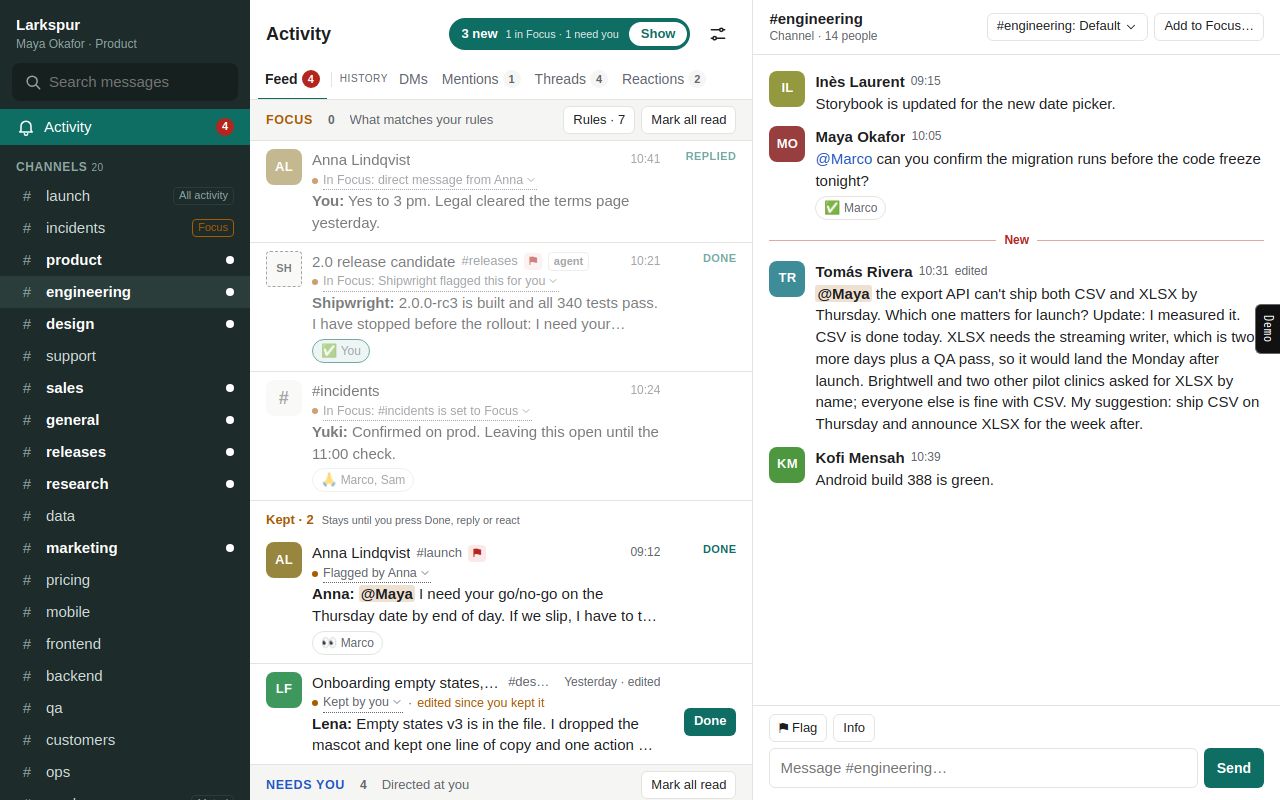 Larkspur
Maya Okafor · Product
Search messages
Activity 4
CHANNELS 20
# launch All activity
# incidents Focus
# product
# engineering
# design
# support
# sales
# general
# releases
# research
# data
# marketing
# pricing
# mobile
# frontend
# backend
# qa
# customers
# ops
Activity
3 new 1 in Focus · 1 need you Show
Feed 4 HISTORY DMs Mentions 1 Threads 4 Reactions 2
FOCUS 0 What matches your rules Rules · 7 Mark all read
AL Anna Lindqvist 10:41 REPLIED
In Focus: direct message from Anna
You: Yes to 3 pm. Legal cleared the terms page
yesterday.
SH 2.0 release candidate #releases agent 10:21 DONE
In Focus: Shipwright flagged this for you
Shipwright: 2.0.0-rc3 is built and all 340 tests pass.
I have stopped before the rollout: I need your…
✅ You
# #incidents 10:24
In Focus: #incidents is set to Focus
Yuki: Confirmed on prod. Leaving this open until the
11:00 check.
🙏 Marco, Sam
Kept · 2 Stays until you press Done, reply or react
AL Anna Lindqvist #launch 09:12 DONE
Flagged by Anna
Anna: @Maya I need your go/no-go on the
Thursday date by end of day. If we slip, I have to t…
👀 Marco
LF Onboarding empty states,… #des… Yesterday · edited
Kept by you · edited since you kept it
Lena: Empty states v3 is in the file. I dropped the
mascot and kept one line of copy and one action …
Done
NEEDS YOU 4 Directed at you Mark all read
#engineering
Channel · 14 people
#engineering: Default Add to Focus…
IL Inès Laurent 09:15
Storybook is updated for the new date picker.
MO Maya Okafor 10:05
@Marco can you confirm the migration runs before the code freeze
tonight?
✅ Marco
New
TR Tomás Rivera 10:31 edited
@Maya the export API can't ship both CSV and XLSX by
Thursday. Which one matters for launch? Update: I measured it.
CSV is done today. XLSX needs the streaming writer, which is two
more days plus a QA pass, so it would land the Monday after
launch. Brightwell and two other pilot clinics asked for XLSX by
name; everyone else is fine with CSV. My suggestion: ship CSV on
Thursday and announce XLSX for the week after.
KM Kofi Mensah 10:39
Android build 388 is green.
Demo
Flag Info
Message #engineering…
Send